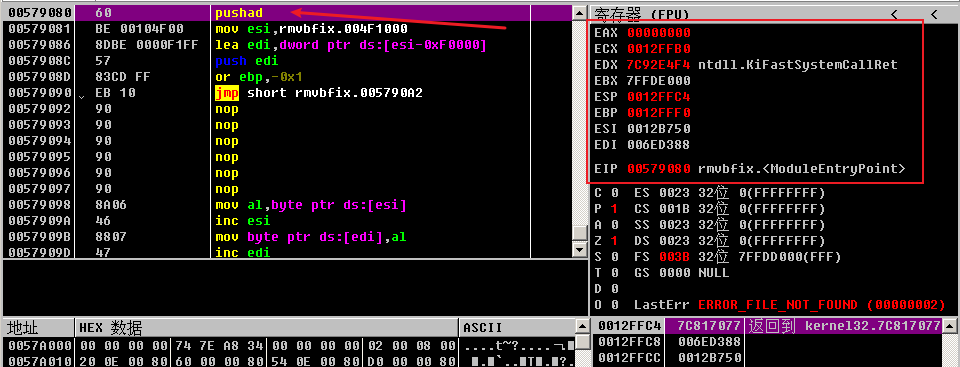 00579080 60 pushad
00579081 BE 00104F00 mov esi,rmvbfix.004F1000
00579086 8DBE 0000F1FF lea edi,dword ptr ds:[esi-0xF0000]
0057908C 57 push edi
0057908D 83CD FF or ebp,-0x1
00579090 EB 10 jmp short rmvbfix.005790A2
00579092 90 nop
00579093 90 nop
00579094 90 nop
00579095 90 nop
00579096 90 nop
00579097 90 nop
00579098 8A06 mov al,byte ptr ds:[esi]
0057909A 46 inc esi
0057909B 8807 mov byte ptr ds:[edi],al
0057909D 47 inc edi
寄存器 (FPU) < <
EAX 00000000
ECX 0012FFB0
EDX 7C92E4F4 ntdll.KiFastSystemCallRet
EBX 7FFDE000
ESP 0012FFC4
EBP 0012FFF0
ESI 0012B750
EDI 006ED388
EIP 00579080 rmvbfix.<ModuleEntryPoint>
C 0 ES 0023 32位 0(FFFFFFFF)
P 1 CS 001B 32位 0(FFFFFFFF)
A 0 SS 0023 32位 0(FFFFFFFF)
Z 1 DS 0023 32位 0(FFFFFFFF)
S 0 FS 003B 32位 7FFDD000(FFF)
T 0 GS 0000 NULL
D 0
O 0 LastErr ERROR_FILE_NOT_FOUND (00000002)
地址 HEX 数据 ASCII
0057A000 00 00 00 00 74 7E A8 34 00 00 00 00 02 00 08 00
0057A010 20 0E 00 80 60 00 00 80 54 0E 00 80 D0 00 00 80
0012FFC4 7C817077 返回到 kernel32.7C817077
0012FFC8 006ED388
0012FFCC 0012B750